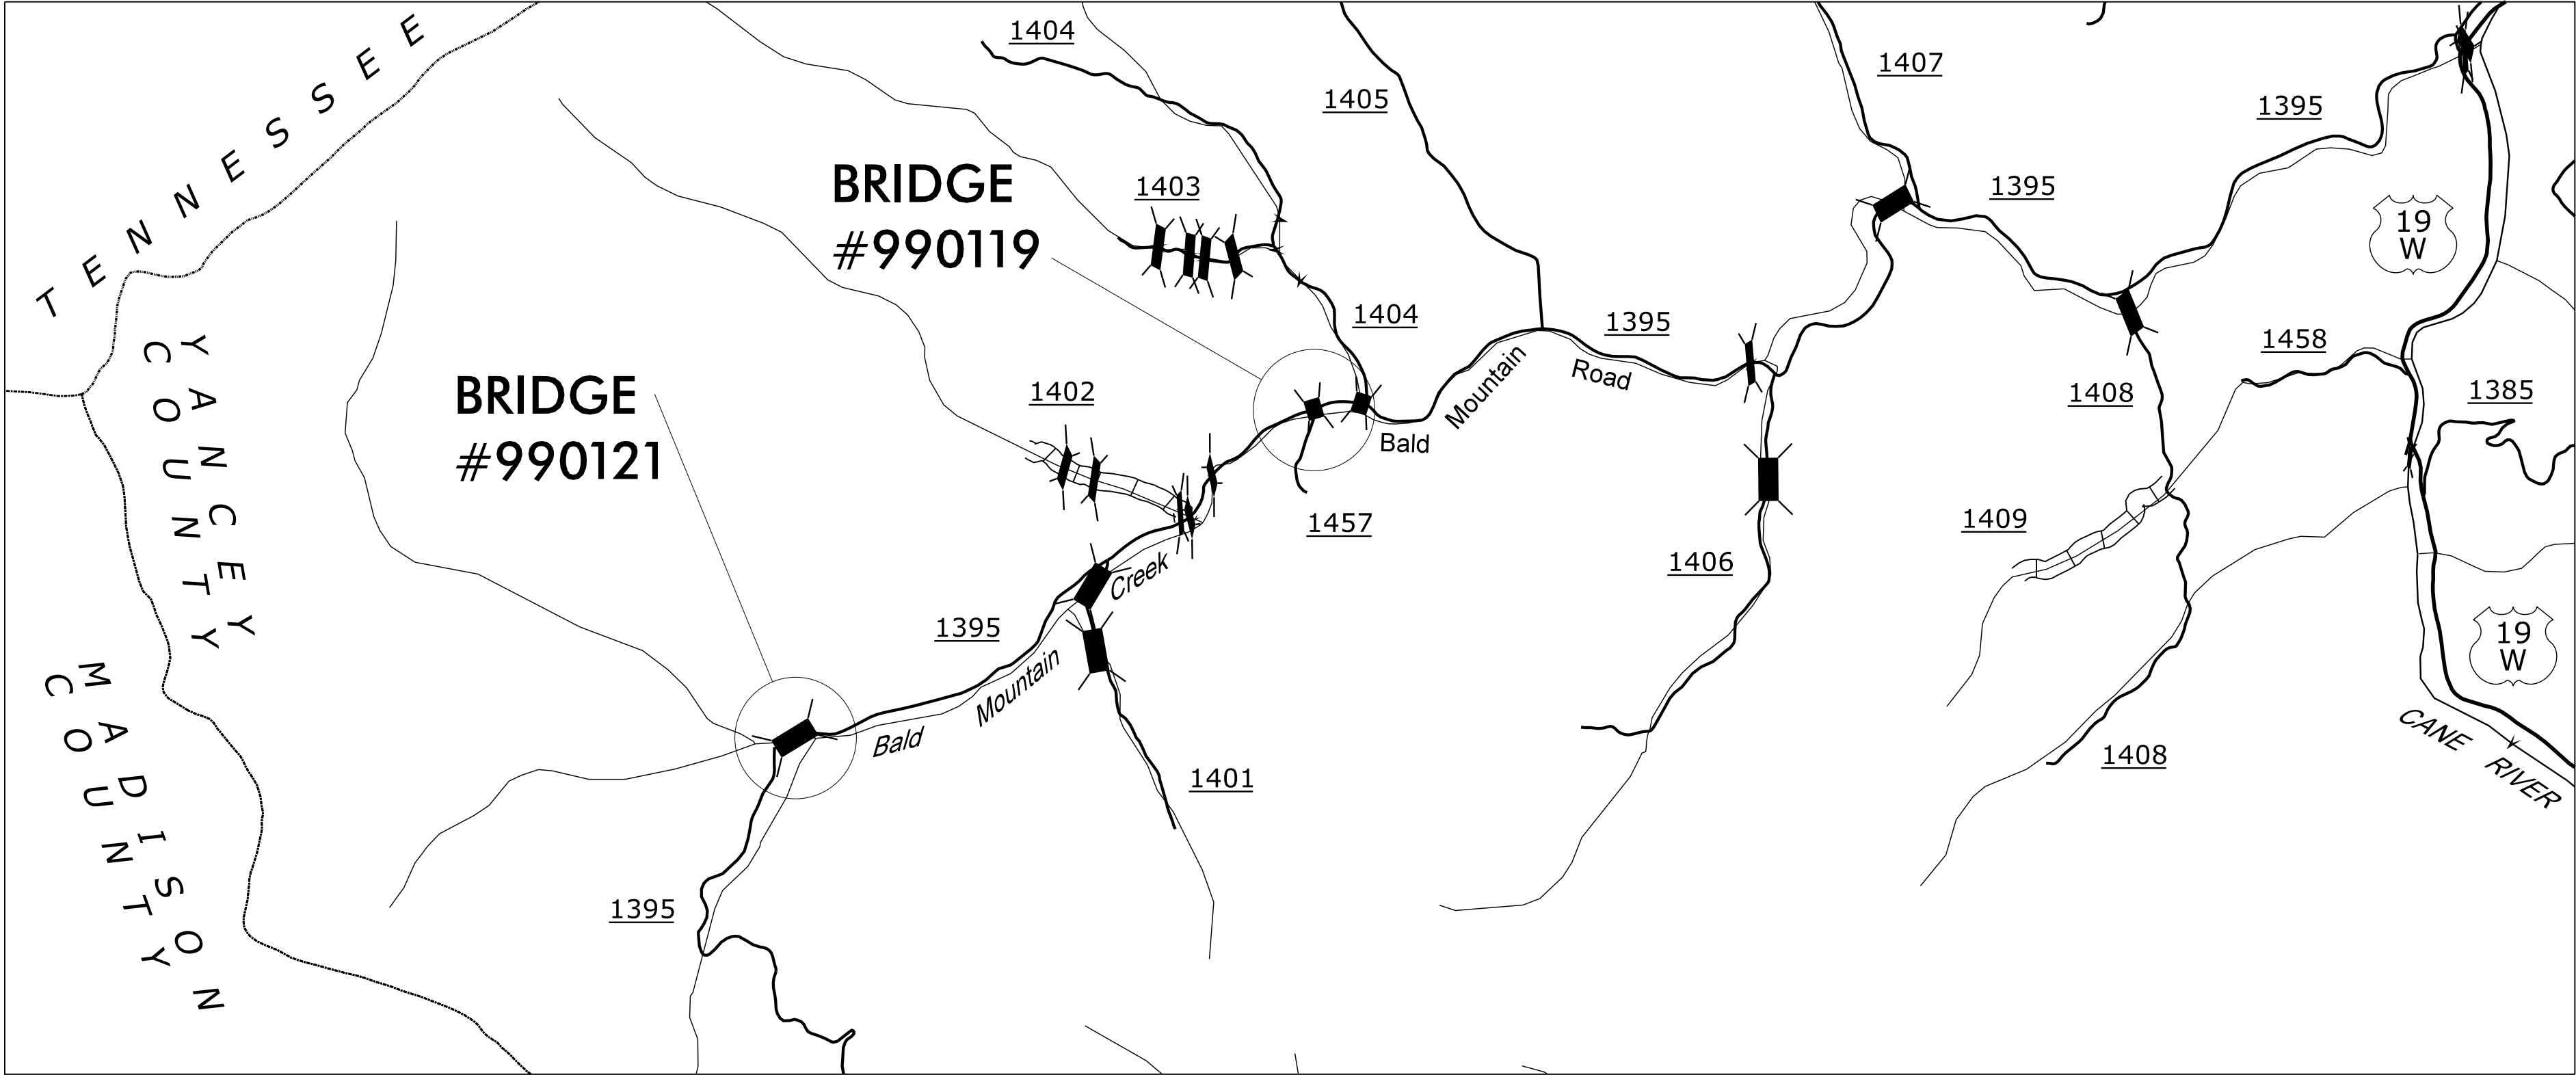 TENNESSEE
YANCEY
COUNTY
MADISON
COUNTY
1404
1405
1407
1395
BRIDGE
#990119
1403
1395
19
W
1404
1395
1458
BRIDGE
#990121
1402
Mountain
Road
Bald
1408
1385
1457
1409
1406
Creek
1395
Mountain
Bald
19
W
1401
1408
CANE RIVER
1395